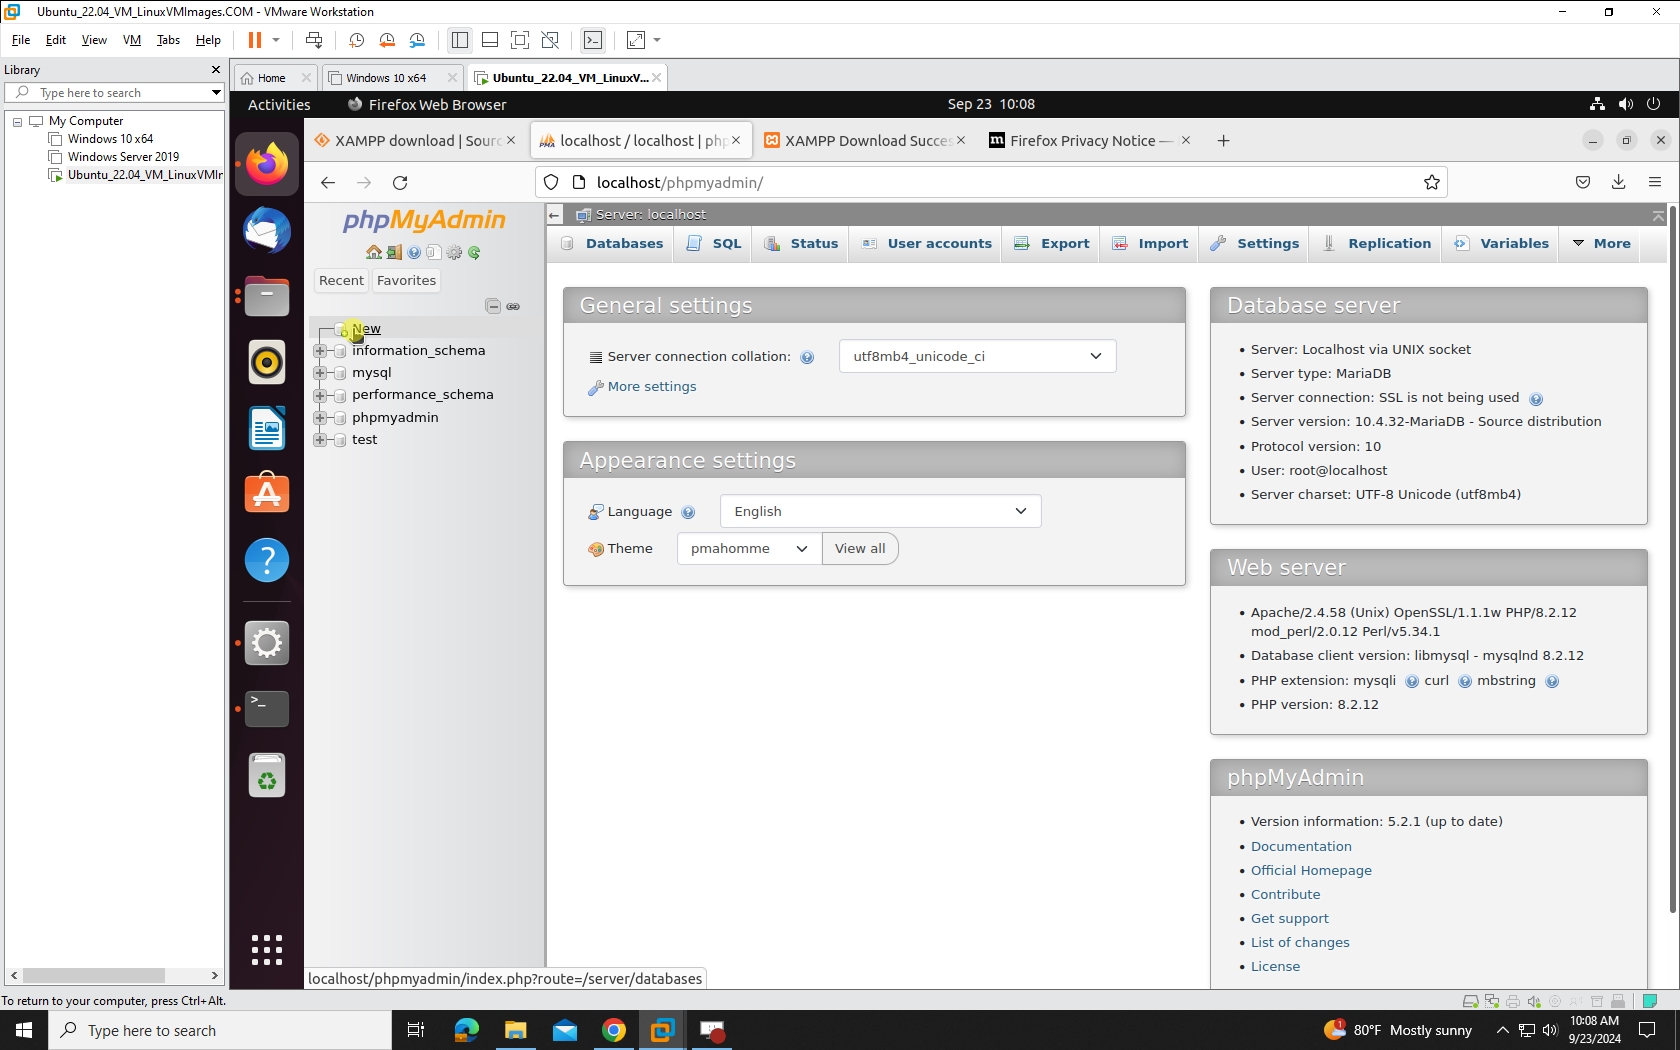 Ubuntu_22.04_VM_LinuxVMImages.COM - VMware Workstation
File Edit View VM Tabs Help
Library
Type here to search
My Computer
Windows 10 x64
Windows Server 2019
Ubuntu_22.04_VM_LinuxVMIr
Home
Windows 10 x64
Ubuntu_22.04_VM_LinuxV...
Activities
Firefox Web Browser
Sep 23 10:08
XAMPP download | Sourc
localhost / localhost | php
XAMPP Download Succes
Firefox Privacy Notice —
localhost/phpmyadmin/
phpMyAdmin
Recent
Favorites
New
information_schema
mysql
performance_schema
phpmyadmin
test
Server: localhost
Databases
SQL
Status
User accounts
Export
Import
Settings
Replication
Variables
More
General settings
Server connection collation:
utf8mb4_unicode_ci
More settings
Appearance settings
Language
English
Theme
pmahomme
View all
Database server
• Server: Localhost via UNIX socket
• Server type: MariaDB
• Server connection: SSL is not being used
• Server version: 10.4.32-MariaDB - Source distribution
• Protocol version: 10
• User: root@localhost
• Server charset: UTF-8 Unicode (utf8mb4)
Web server
• Apache/2.4.58 (Unix) OpenSSL/1.1.1w PHP/8.2.12
mod_perl/2.0.12 Perl/v5.34.1
• Database client version: libmysql - mysqlnd 8.2.12
• PHP extension: mysqli curl mbstring
• PHP version: 8.2.12
phpMyAdmin
• Version information: 5.2.1 (up to date)
• Documentation
• Official Homepage
• Contribute
• Get support
• List of changes
• License
localhost/phpmyadmin/index.php?route=/server/databases
To return to your computer, press Ctrl+Alt.
Type here to search
80°F Mostly sunny
10:08 AM
9/23/2024